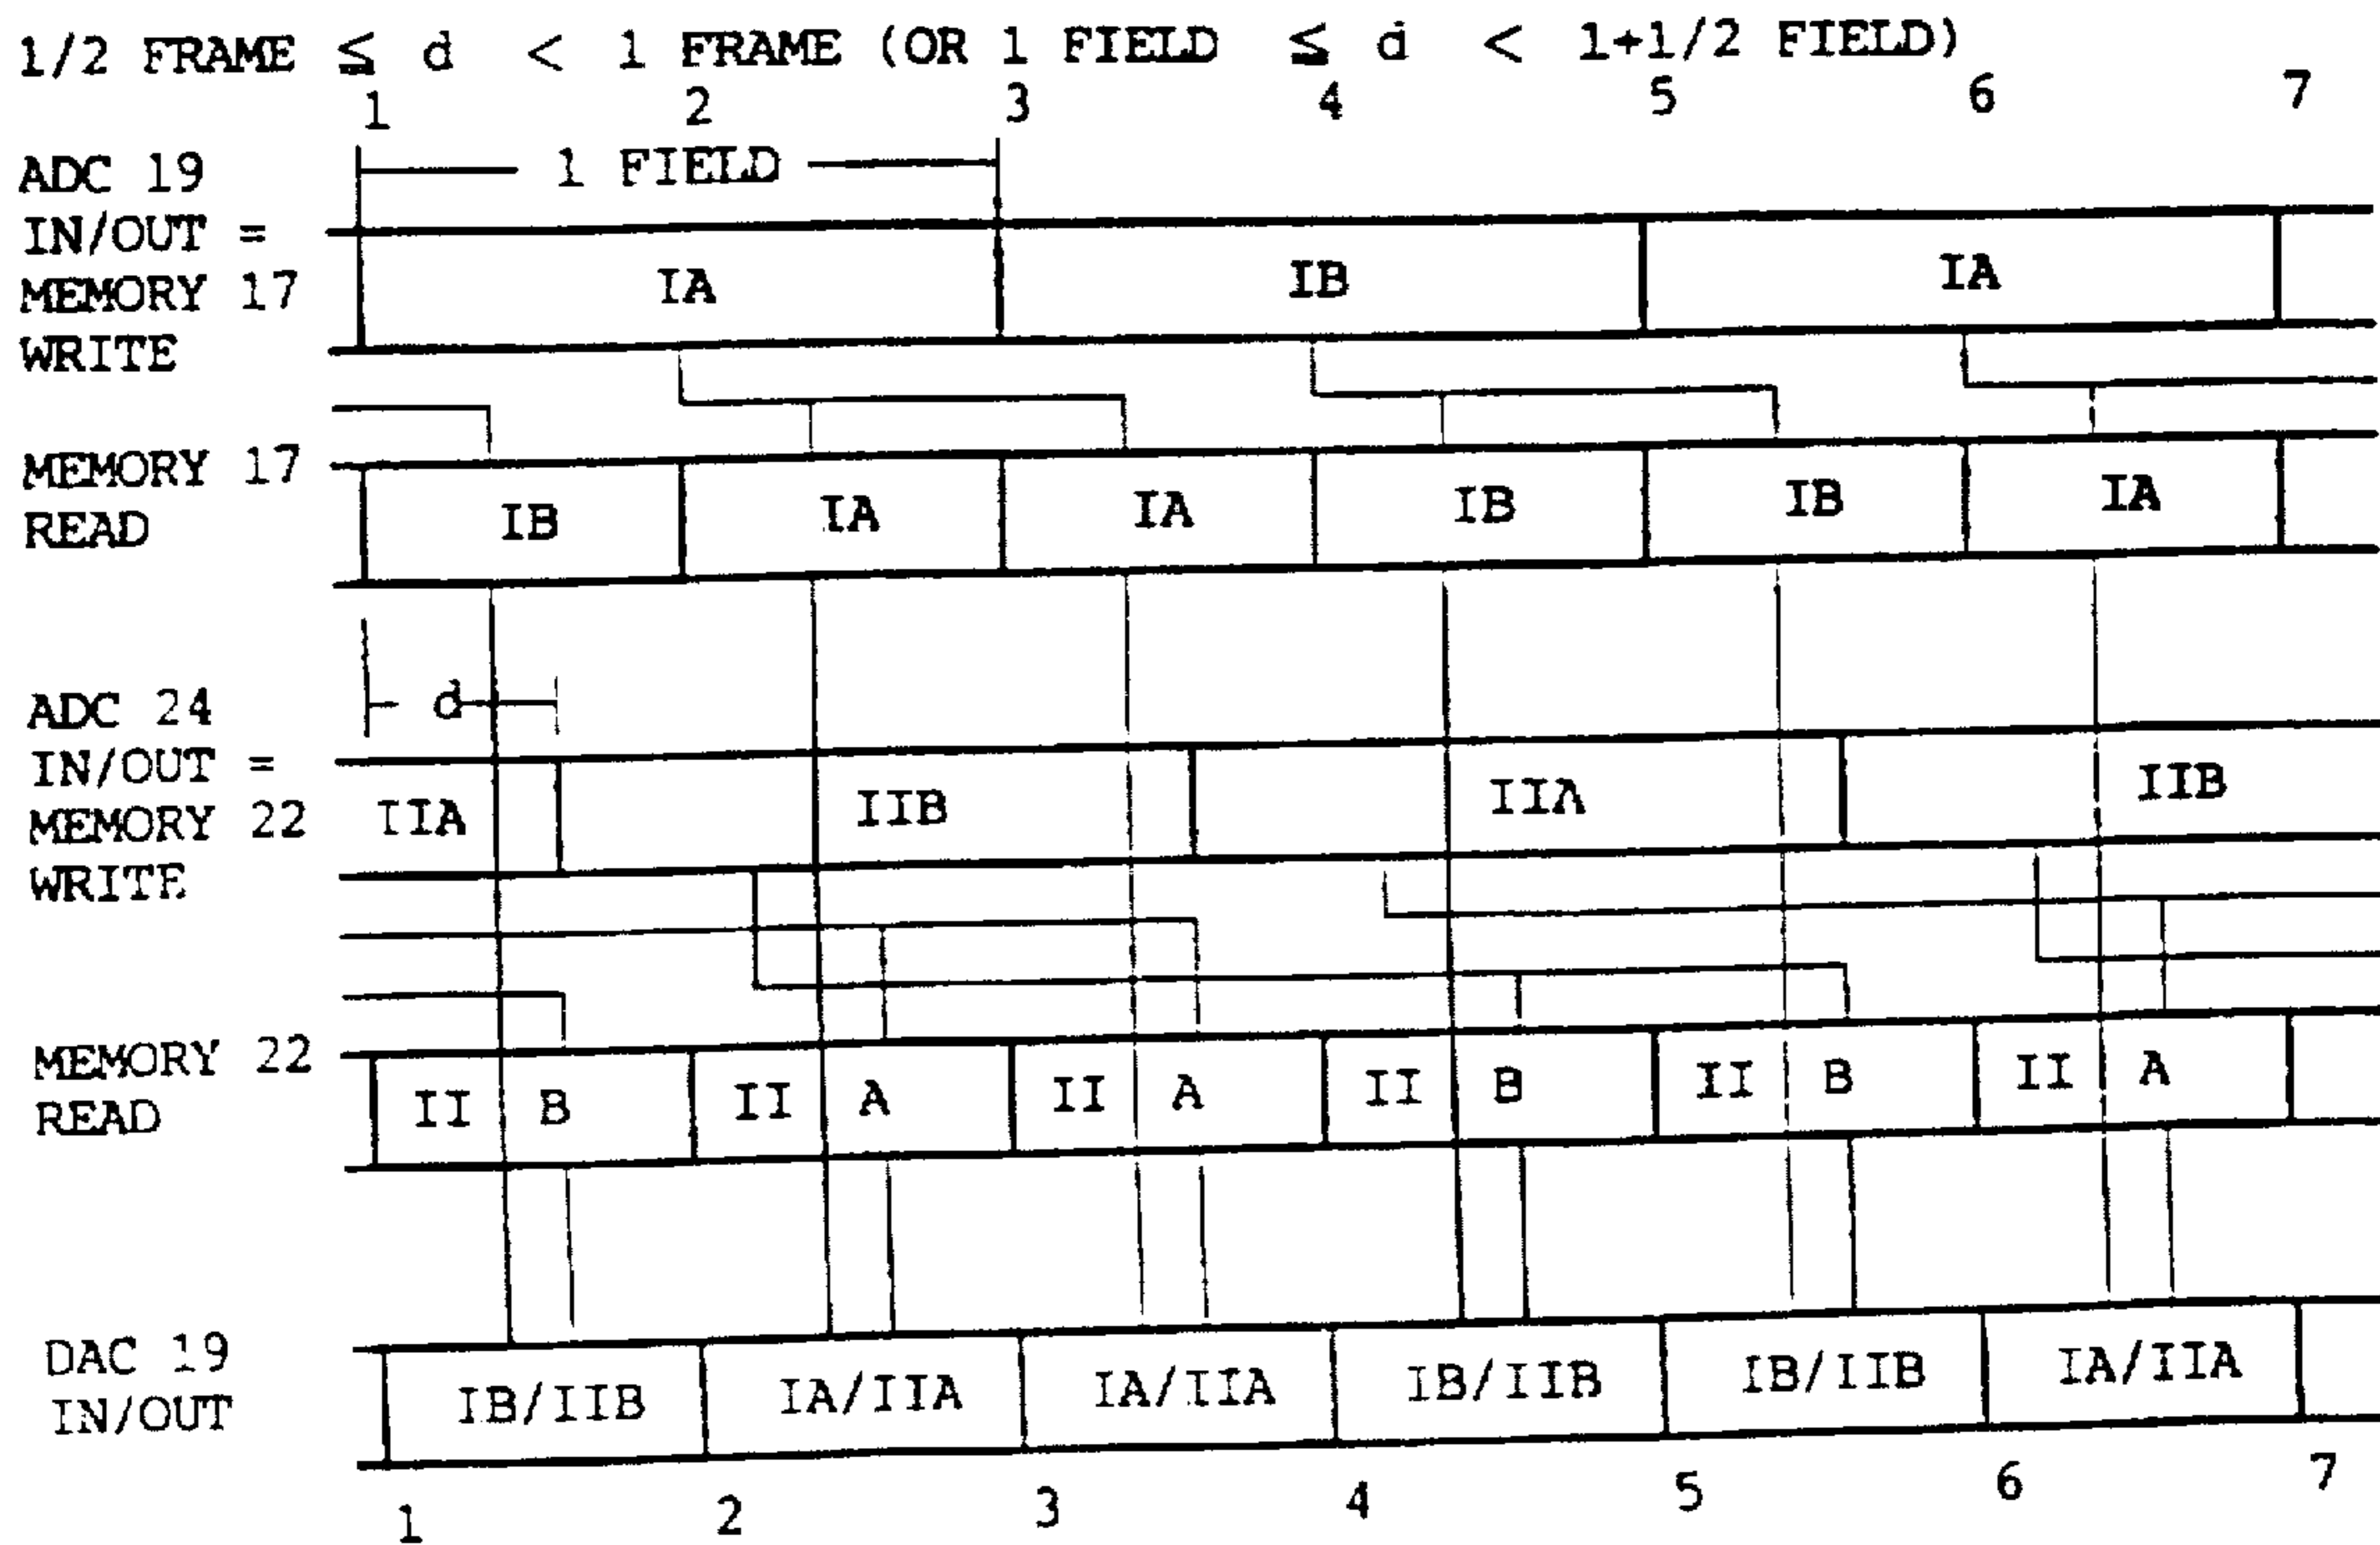 1/2 FRAME ≦ d < 1 FRAME (OR 1 FIELD ≦ d < 1+1/2 FIELD)
1 2 3 4 5 6 7
1 FIELD
ADC 19
IN/OUT =
MEMORY 17
WRITE
IA IB IA
MEMORY 17
READ
IB IA IA IB IB IA
d
ADC 24
IN/OUT =
MEMORY 22
WRITE
IIA IIB IIA IIB
MEMORY 22
READ
II B II A II A II B II B II A
DAC 19
IN/OUT
IB/IIB IA/IIA IA/IIA IB/IIB IB/IIB IA/IIA
1 2 3 4 5 6 7